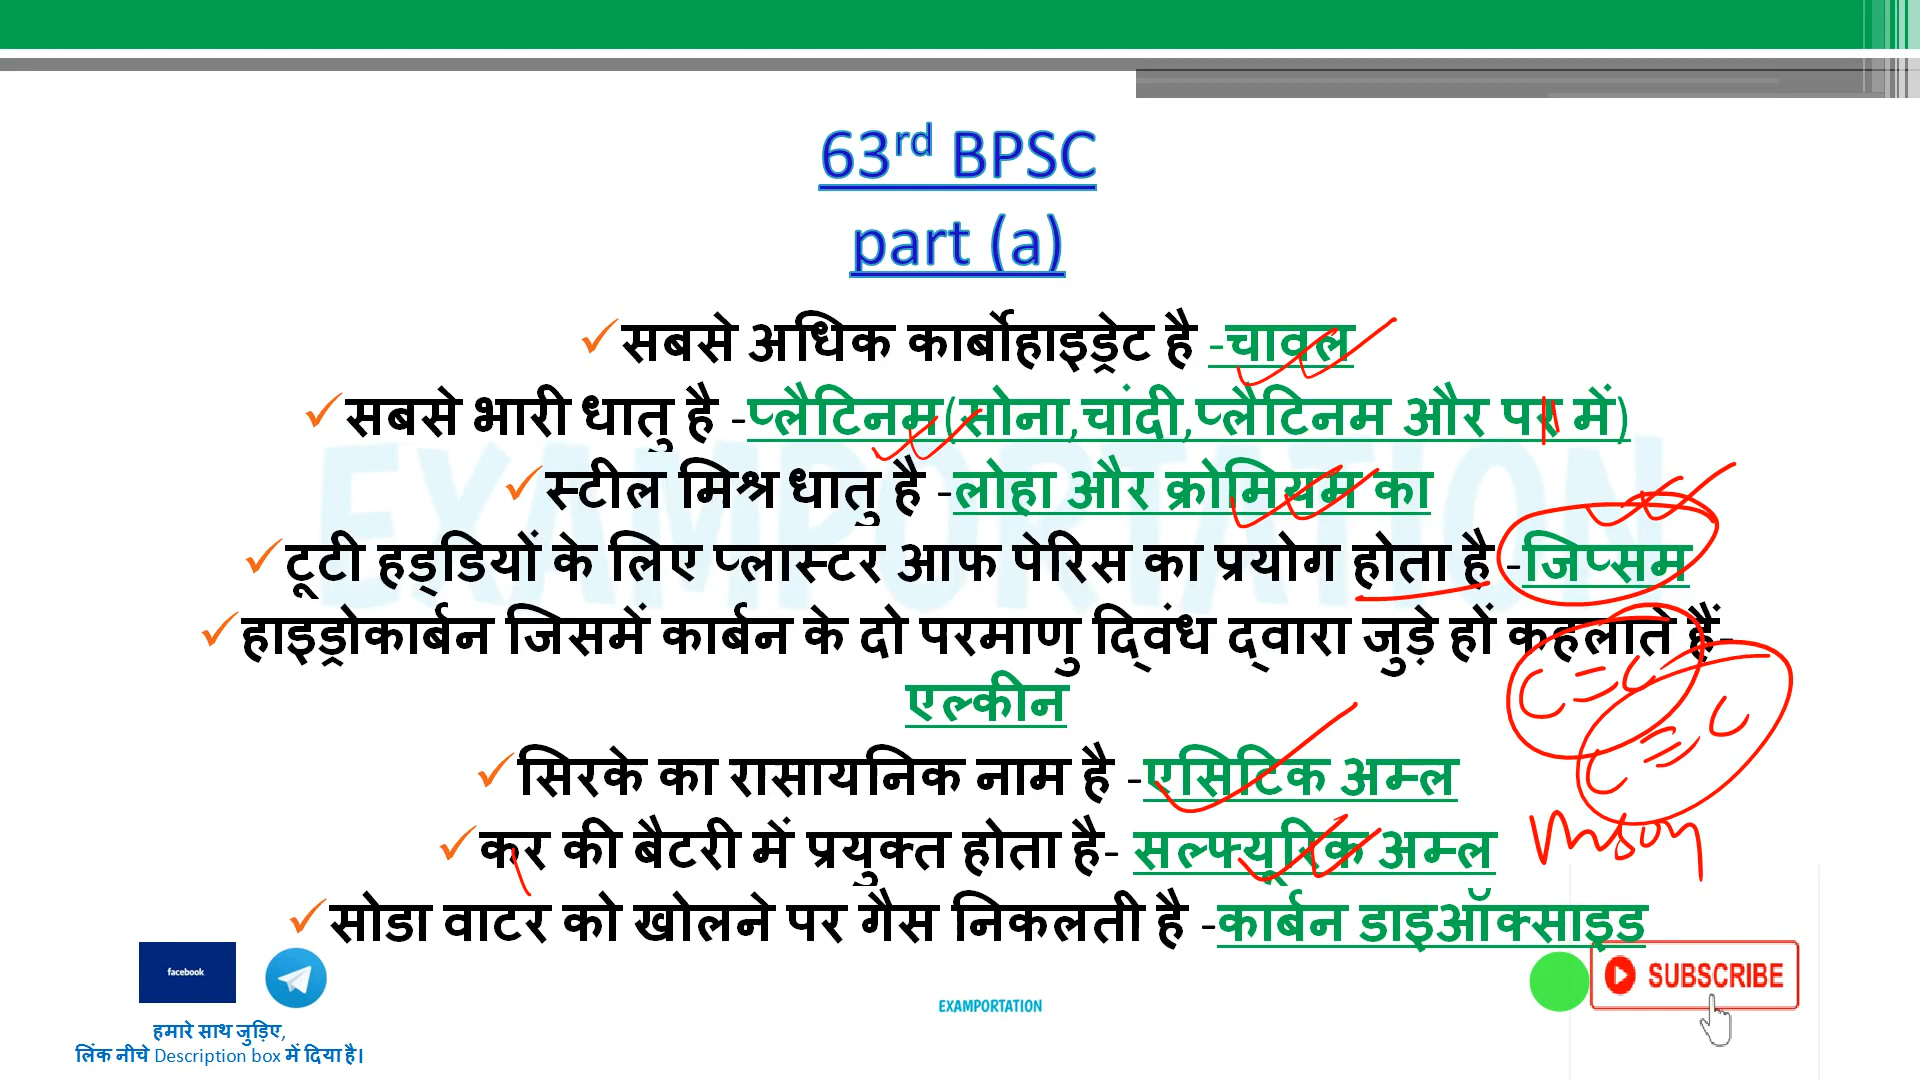 63rd BPSC
part (a)
✓सबसे अधिक कार्बोहाइड्रेट है -चावल
✓सबसे भारी धातु है -प्लैटिनम(सोना,चांदी,प्लैटिनम और पर में)
✓स्टील मिश्र धातु है -लोहा और क्रोमियम का
✓टूटी हड्डियों के लिए प्लास्टर आफ पेरिस का प्रयोग होता है -जिप्सम
✓हाइड्रोकार्बन जिसमें कार्बन के दो परमाणु द्विंध द्वारा जुड़े हों कहलाते हैं-
एल्कीन
✓सिरके का रासायनिक नाम है -एसिटिक अम्ल
✓कर की बैटरी में प्रयुक्त होता है- सल्फ्यूरिक अम्ल
✓सोडा वाटर को खोलने पर गैस निकलती है -कार्बन डाइऑक्साइड
EXAMPORTATION
C=C
C≡C
facebook
SUBSCRIBE
EXAMPORTATION
हमारे साथ जुड़िए,
लिंक नीचे Description box में दिया है।